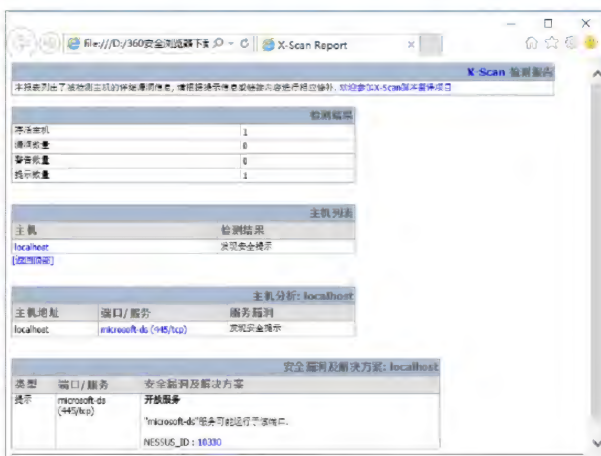 file:///D:/360安全浏览器下载
X-Scan Report
X-Scan 检测报告
本报表列出了被检测主机的详细漏洞信息, 请根据提示信息或链接内容进行相应修补. 欢迎参加X-Scan脚本翻译项目
检测结果
存活主机 1
漏洞数量 0
警告数量 0
提示数量 1
主机列表
主机 检测结果
localhost 发现安全提示
[返回顶部]
主机分析: localhost
主机地址 端口/服务 服务漏洞
localhost microsoft-ds (445/tcp) 发现安全提示
安全漏洞及解决方案: localhost
类型 端口/服务 安全漏洞及解决方案
提示 microsoft-ds (445/tcp) 开放服务
"microsoft-ds"服务可能运行于该端口.
NESSUS_ID : 10330